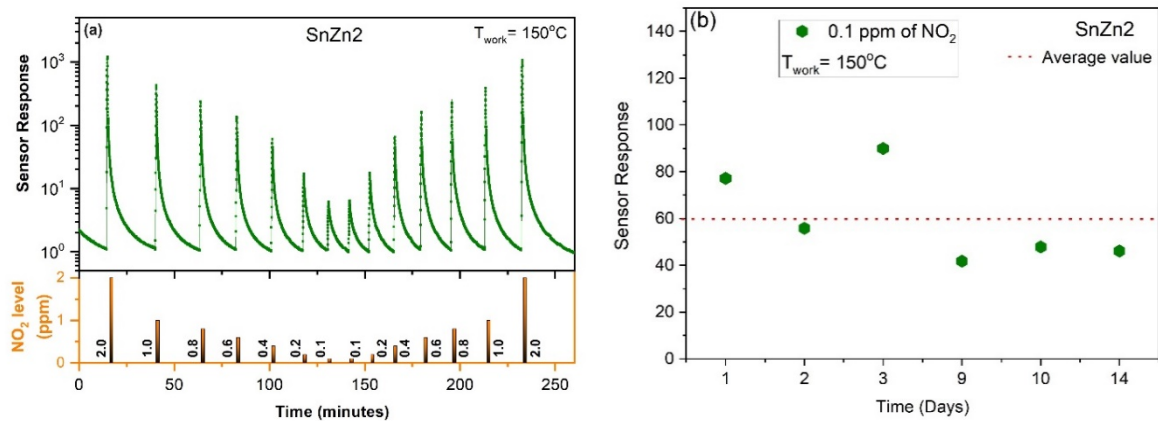 (a)
SnZn2
T_work= 150°C
Sensor Response
10³
10²
10¹
10⁰
NO₂ level
(ppm)
2
1
0
2.0
1.0
0.8
0.6
0.4
0.2
0.1
0.1
0.2
0.4
0.6
0.8
1.0
2.0
0
50
100
150
200
250
Time (minutes)
(b)
0.1 ppm of NO₂
T_work= 150°C
SnZn2
Average value
Sensor Response
140
120
100
80
60
40
20
0
1
2
3
9
10
14
Time (Days)